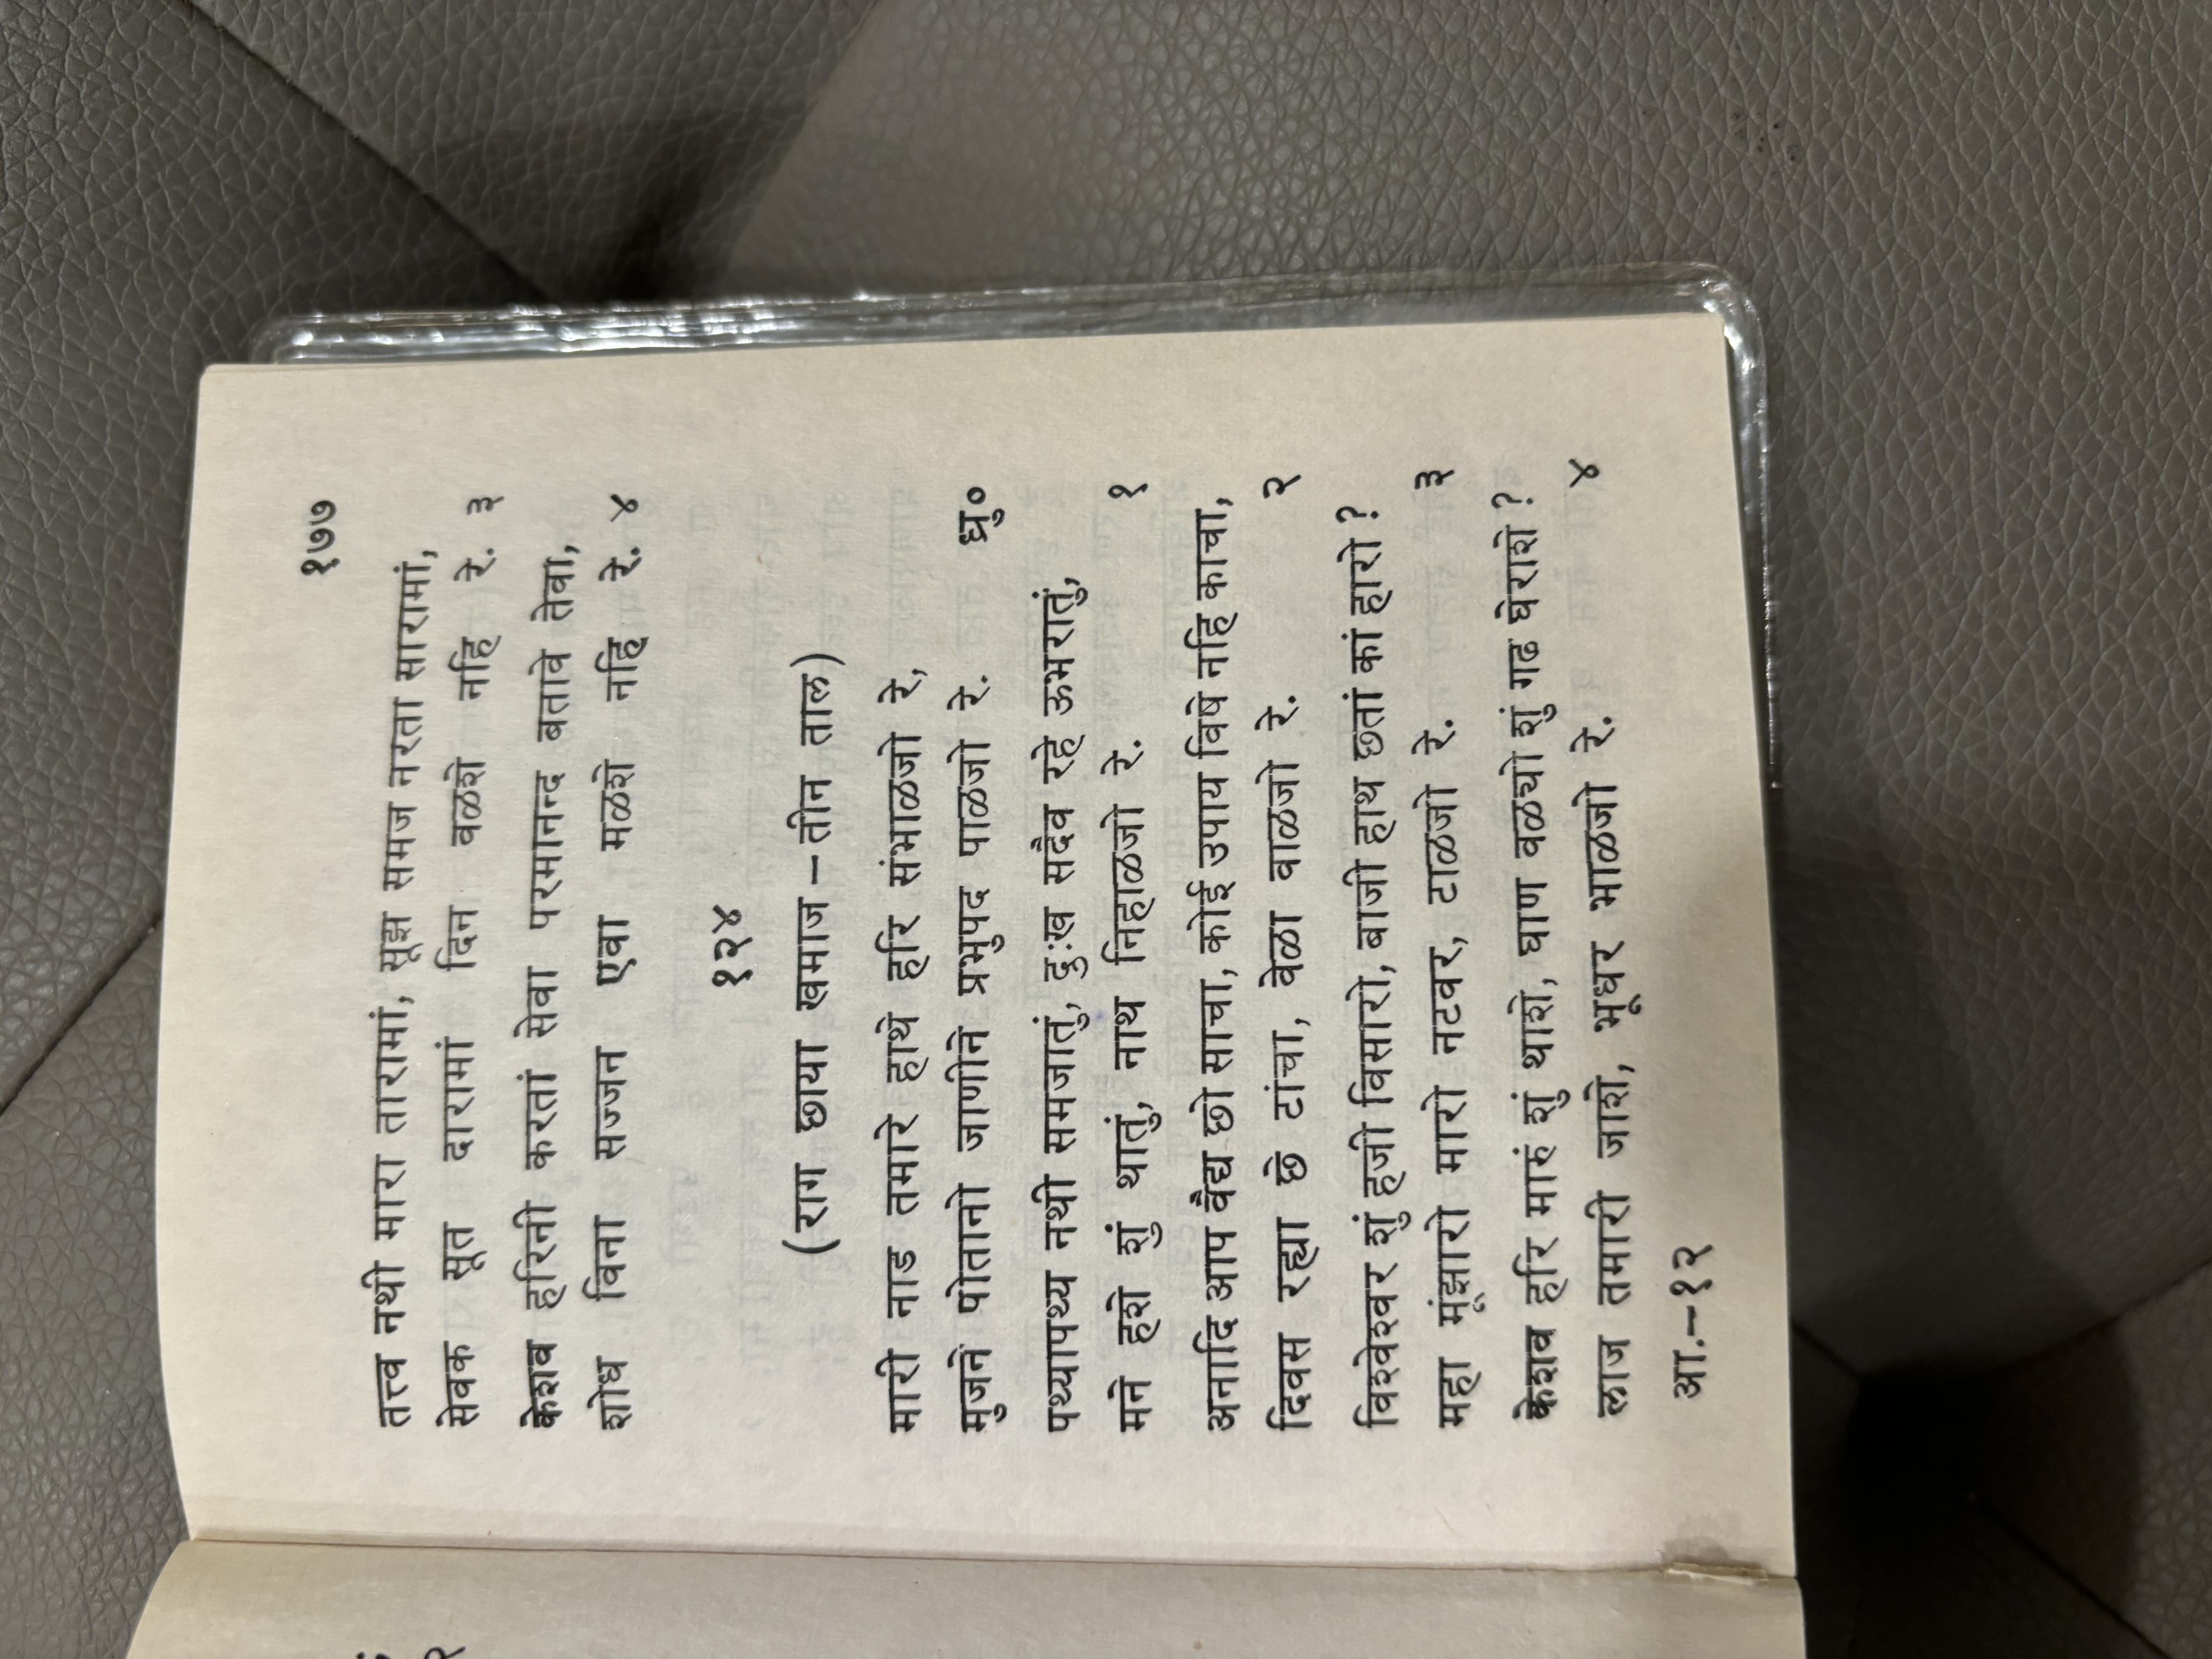 १७७
तत्त्व नथी मारा तारामां, सूझ समज नरता सारामां,
सेवक सूत दारामां दिन वळशे नहि रे. ३
केशव हरिनी करतां सेवा परमानन्द बतावे तेवा,
शोध विना सज्जन एवा मळशे नहि रे. ४
१२४
(राग छाया खमाज – तीन ताल)
मारी नाड तमारे हाथे हरि संभाळजो रे,
मुजने पोतानो जाणीने प्रभुपद पाळजो रे. ध्रु०
पथ्यापथ्य नथी समजातुं, दुःख सदैव रहे ऊभरातुं,
मने हशे शुं थातुं, नाथ निहाळजो रे. १
अनादि आप वैद्य छो साचा, कोई उपाय विषे नहि काचा,
दिवस रह्या छे टांचा, वेळा वाळजो रे. २
विश्वेश्वर शुं हजी विसारो, बाजी हाथ छतां कां हारो ?
महा मूंझारो मारो नटवर, टाळजो रे. ३
केशव हरि मारुं शुं थाशे, घाण वळयो शुं गढ घेराशे ?
लाज तमारी जाशे, भूधर भाळजो रे. ४
आ.-१२